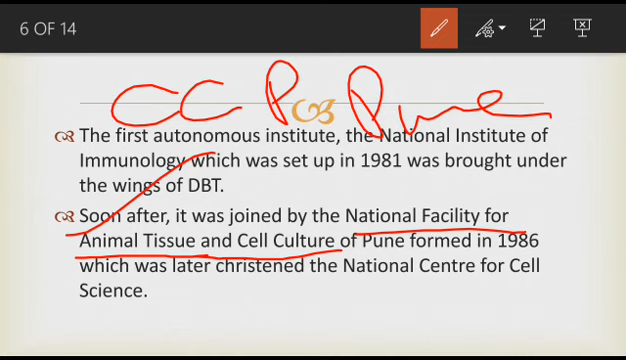 6 OF 14
CC P Pune
The first autonomous institute, the National Institute of
Immunology which was set up in 1981 was brought under
the wings of DBT.
Soon after, it was joined by the National Facility for
Animal Tissue and Cell Culture of Pune formed in 1986
which was later christened the National Centre for Cell
Science.